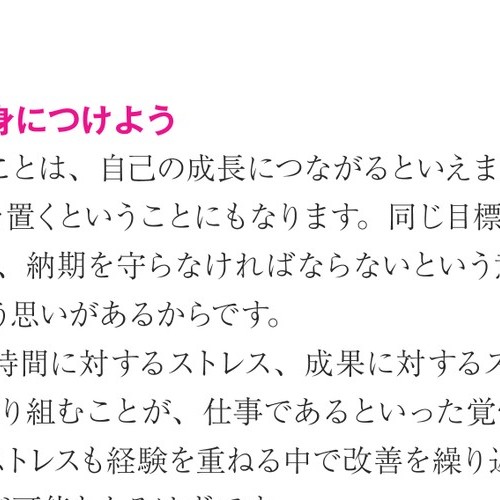 身につけよう
ことは、自己の成長につながるといえま
置くということにもなります。同じ目標
、納期を守らなければならないという
う思いがあるからです。
時間に対するストレス、成果に対するス
り組むことが、仕事であるといった覚
ストレスも経験を重ねる中で改善を繰り返